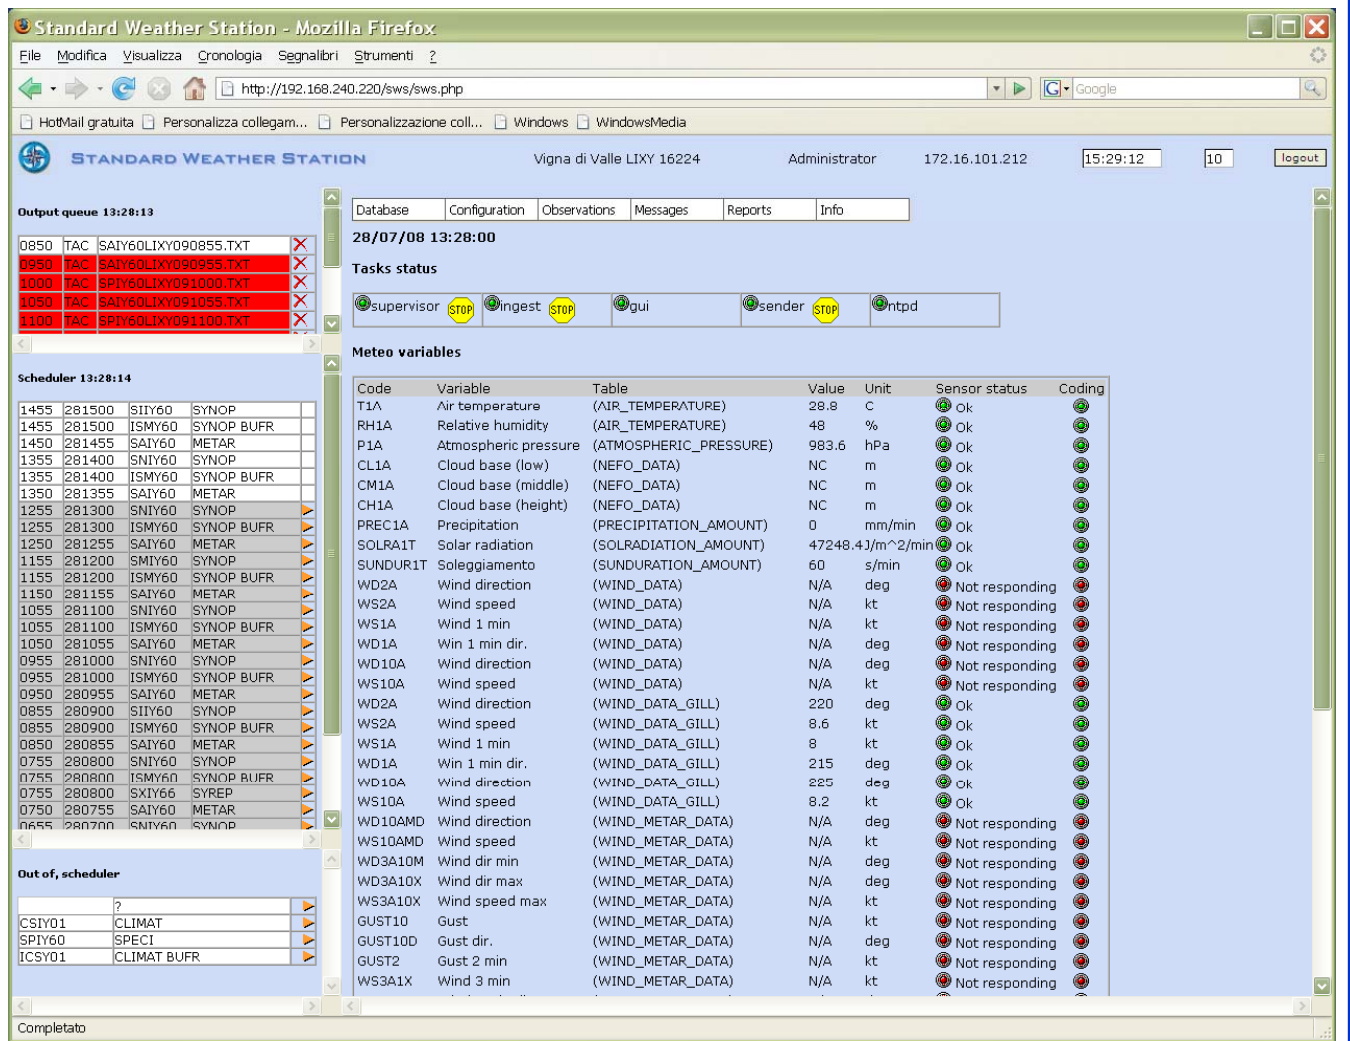 Standard Weather Station - Mozilla Firefox
File Modifica Visualizza Cronologia Segnalibri Strumenti ?
http://192.168.240.220/sws/sws.php Google
HotMail gratuita Personalizza collegam... Personalizzazione coll... Windows WindowsMedia
STANDARD WEATHER STATION Vigna di Valle LIXY 16224 Administrator 172.16.101.212 15:29:12 10 logout
Output queue 13:28:13
0850 TAC SAIY60LIXY090855.TXT
0950 TAC SAIY60LIXY090955.TXT
1000 TAC SPIY60LIXY091000.TXT
1050 TAC SAIY60LIXY091055.TXT
1100 TAC SPIY60LIXY091100.TXT
Scheduler 13:28:14
1455 281500 SIIY60 SYNOP
1455 281500 ISMY60 SYNOP BUFR
1450 281455 SAIY60 METAR
1355 281400 SNIY60 SYNOP
1355 281400 ISMY60 SYNOP BUFR
1350 281355 SAIY60 METAR
1255 281300 SNIY60 SYNOP
1255 281300 ISMY60 SYNOP BUFR
1250 281255 SAIY60 METAR
1155 281200 SMIY60 SYNOP
1155 281200 ISMY60 SYNOP BUFR
1150 281155 SAIY60 METAR
1055 281100 SNIY60 SYNOP
1055 281100 ISMY60 SYNOP BUFR
1050 281055 SAIY60 METAR
0955 281000 SNIY60 SYNOP
0955 281000 ISMY60 SYNOP BUFR
0950 280955 SAIY60 METAR
0855 280900 SIIY60 SYNOP
0855 280900 ISMY60 SYNOP BUFR
0850 280855 SAIY60 METAR
0755 280800 SNIY60 SYNOP
0755 280800 ISMY60 SYNOP BUFR
0755 280800 SXIY66 SYREP
0750 280755 SAIY60 METAR
0655 280700 SNIY60 SYNOP
Out of, scheduler
?
CSIY01 CLIMAT
SPIY60 SPECI
ICSY01 CLIMAT BUFR
Database Configuration Observations Messages Reports Info
28/07/08 13:28:00
Tasks status
supervisor STOP ingest STOP gui sender STOP ntpd
Meteo variables
Code Variable Table Value Unit Sensor status Coding
T1A Air temperature (AIR_TEMPERATURE) 28.8 C Ok
RH1A Relative humidity (AIR_TEMPERATURE) 48 % Ok
P1A Atmospheric pressure (ATMOSPHERIC_PRESSURE) 983.6 hPa Ok
CL1A Cloud base (low) (NEFO_DATA) NC m Ok
CM1A Cloud base (middle) (NEFO_DATA) NC m Ok
CH1A Cloud base (height) (NEFO_DATA) NC m Ok
PREC1A Precipitation (PRECIPITATION_AMOUNT) 0 mm/min Ok
SOLRA1T Solar radiation (SOLRADIATION_AMOUNT) 47248.4 J/m^2/min Ok
SUNDUR1T Soleggiamento (SUNDURATION_AMOUNT) 60 s/min Ok
WD2A Wind direction (WIND_DATA) N/A deg Not responding
WS2A Wind speed (WIND_DATA) N/A kt Not responding
WS1A Wind 1 min (WIND_DATA) N/A kt Not responding
WD1A Win 1 min dir. (WIND_DATA) N/A deg Not responding
WD10A Wind direction (WIND_DATA) N/A deg Not responding
WS10A Wind speed (WIND_DATA) N/A kt Not responding
WD2A Wind direction (WIND_DATA_GILL) 220 deg Ok
WS2A Wind speed (WIND_DATA_GILL) 8.6 kt Ok
WS1A Wind 1 min (WIND_DATA_GILL) 8 kt Ok
WD1A Win 1 min dir. (WIND_DATA_GILL) 215 deg Ok
WD10A Wind direction (WIND_DATA_GILL) 225 deg Ok
WS10A Wind speed (WIND_DATA_GILL) 8.2 kt Ok
WD10AMD Wind direction (WIND_METAR_DATA) N/A deg Not responding
WS10AMD Wind speed (WIND_METAR_DATA) N/A kt Not responding
WD3A10M Wind dir min (WIND_METAR_DATA) N/A deg Not responding
WD3A10X Wind dir max (WIND_METAR_DATA) N/A deg Not responding
WS3A10X Wind speed max (WIND_METAR_DATA) N/A kt Not responding
GUST10 Gust (WIND_METAR_DATA) N/A kt Not responding
GUST10D Gust dir. (WIND_METAR_DATA) N/A deg Not responding
GUST2 Gust 2 min (WIND_METAR_DATA) N/A kt Not responding
WS3A1X Wind 3 min (WIND_METAR_DATA) N/A kt Not responding
Completato